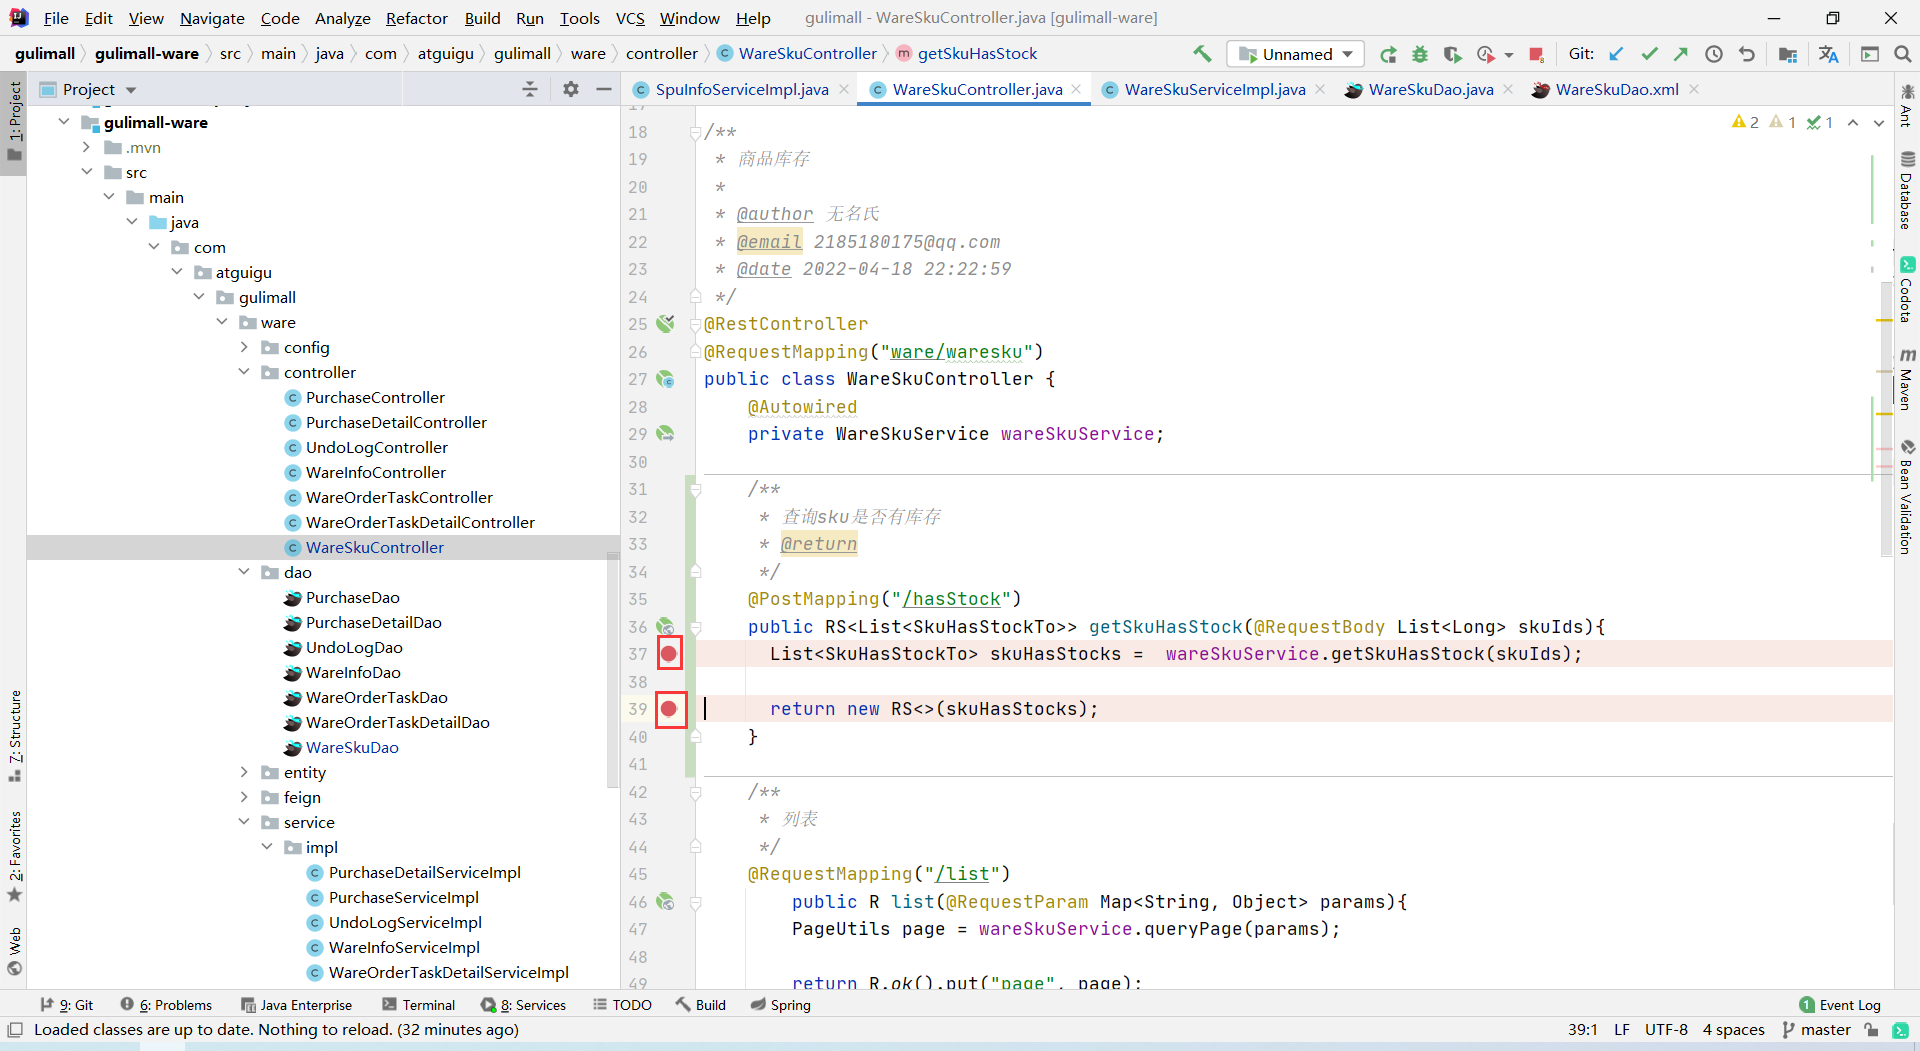 File Edit View Navigate Code Analyze Refactor Build Run Tools VCS Window Help gulimall - WareSkuController.java [gulimall-ware]
gulimall gulimall-ware src main java com atguigu gulimall ware controller WareSkuController getSkuHasStock Unnamed Git:
Project
SpuInfoServiceImpl.java WareSkuController.java WareSkuServiceImpl.java WareSkuDao.java WareSkuDao.xml
1: Project
7: Structure
2: Favorites
Web
gulimall-ware
.mvn
src
main
java
com
atguigu
gulimall
ware
config
controller
PurchaseController
PurchaseDetailController
UndoLogController
WareInfoController
WareOrderTaskController
WareOrderTaskDetailController
WareSkuController
dao
PurchaseDao
PurchaseDetailDao
UndoLogDao
WareInfoDao
WareOrderTaskDao
WareOrderTaskDetailDao
WareSkuDao
entity
feign
service
impl
PurchaseDetailServiceImpl
PurchaseServiceImpl
UndoLogServiceImpl
WareInfoServiceImpl
WareOrderTaskDetailServiceImpl
2 1 1
17
18 /**
19 * 商品库存
20 *
21 * @author 无名氏
22 * @email 2185180175@qq.com
23 * @date 2022-04-18 22:22:59
24 */
25 @RestController
26 @RequestMapping("ware/waresku")
27 public class WareSkuController {
28 @Autowired
29 private WareSkuService wareSkuService;
30
31 /**
32 * 查询sku是否有库存
33 * @return
34 */
35 @PostMapping("/hasStock")
36 public RS<List<SkuHasStockTo>> getSkuHasStock(@RequestBody List<Long> skuIds){
37 List<SkuHasStockTo> skuHasStocks = wareSkuService.getSkuHasStock(skuIds);
38
39 return new RS<>(skuHasStocks);
40 }
41
42 /**
43 * 列表
44 */
45 @RequestMapping("/list")
46 public R list(@RequestParam Map<String, Object> params){
47 PageUtils page = wareSkuService.queryPage(params);
48
49 return R.ok().put("page", page);
Ant
Database
Codota
Maven
Bean Validation
9: Git 6: Problems Java Enterprise Terminal 8: Services TODO Build Spring 1 Event Log
Loaded classes are up to date. Nothing to reload. (32 minutes ago) 39:1 LF UTF-8 4 spaces master